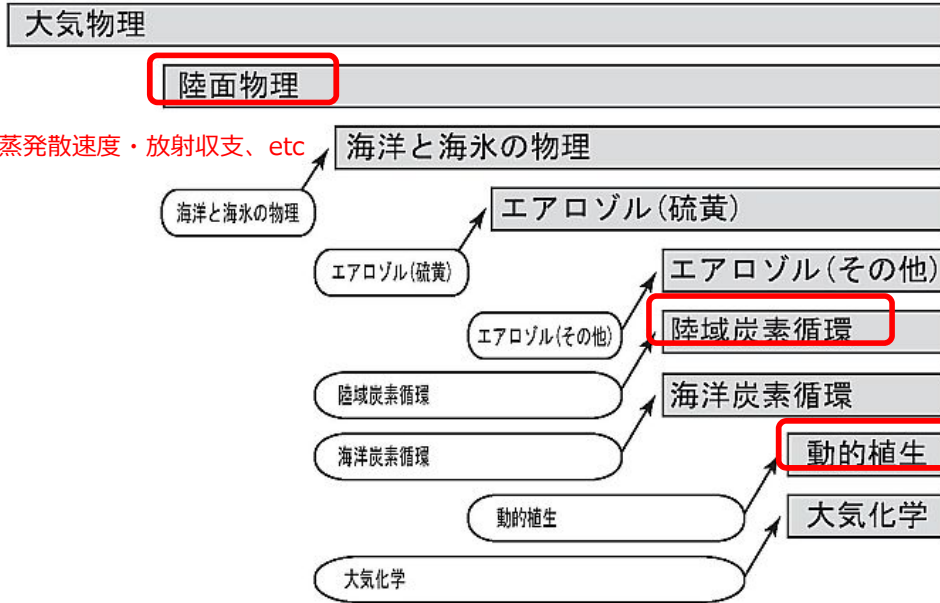 大気物理
陸面物理
蒸発散速度・放射収支、etc
海洋と海氷の物理
海洋と海氷の物理
エアロゾル(硫黄)
エアロゾル(硫黄)
エアロゾル(その他)
エアロゾル(その他)
陸域炭素循環
陸域炭素循環
海洋炭素循環
海洋炭素循環
動的植生
動的植生
大気化学
大気化学